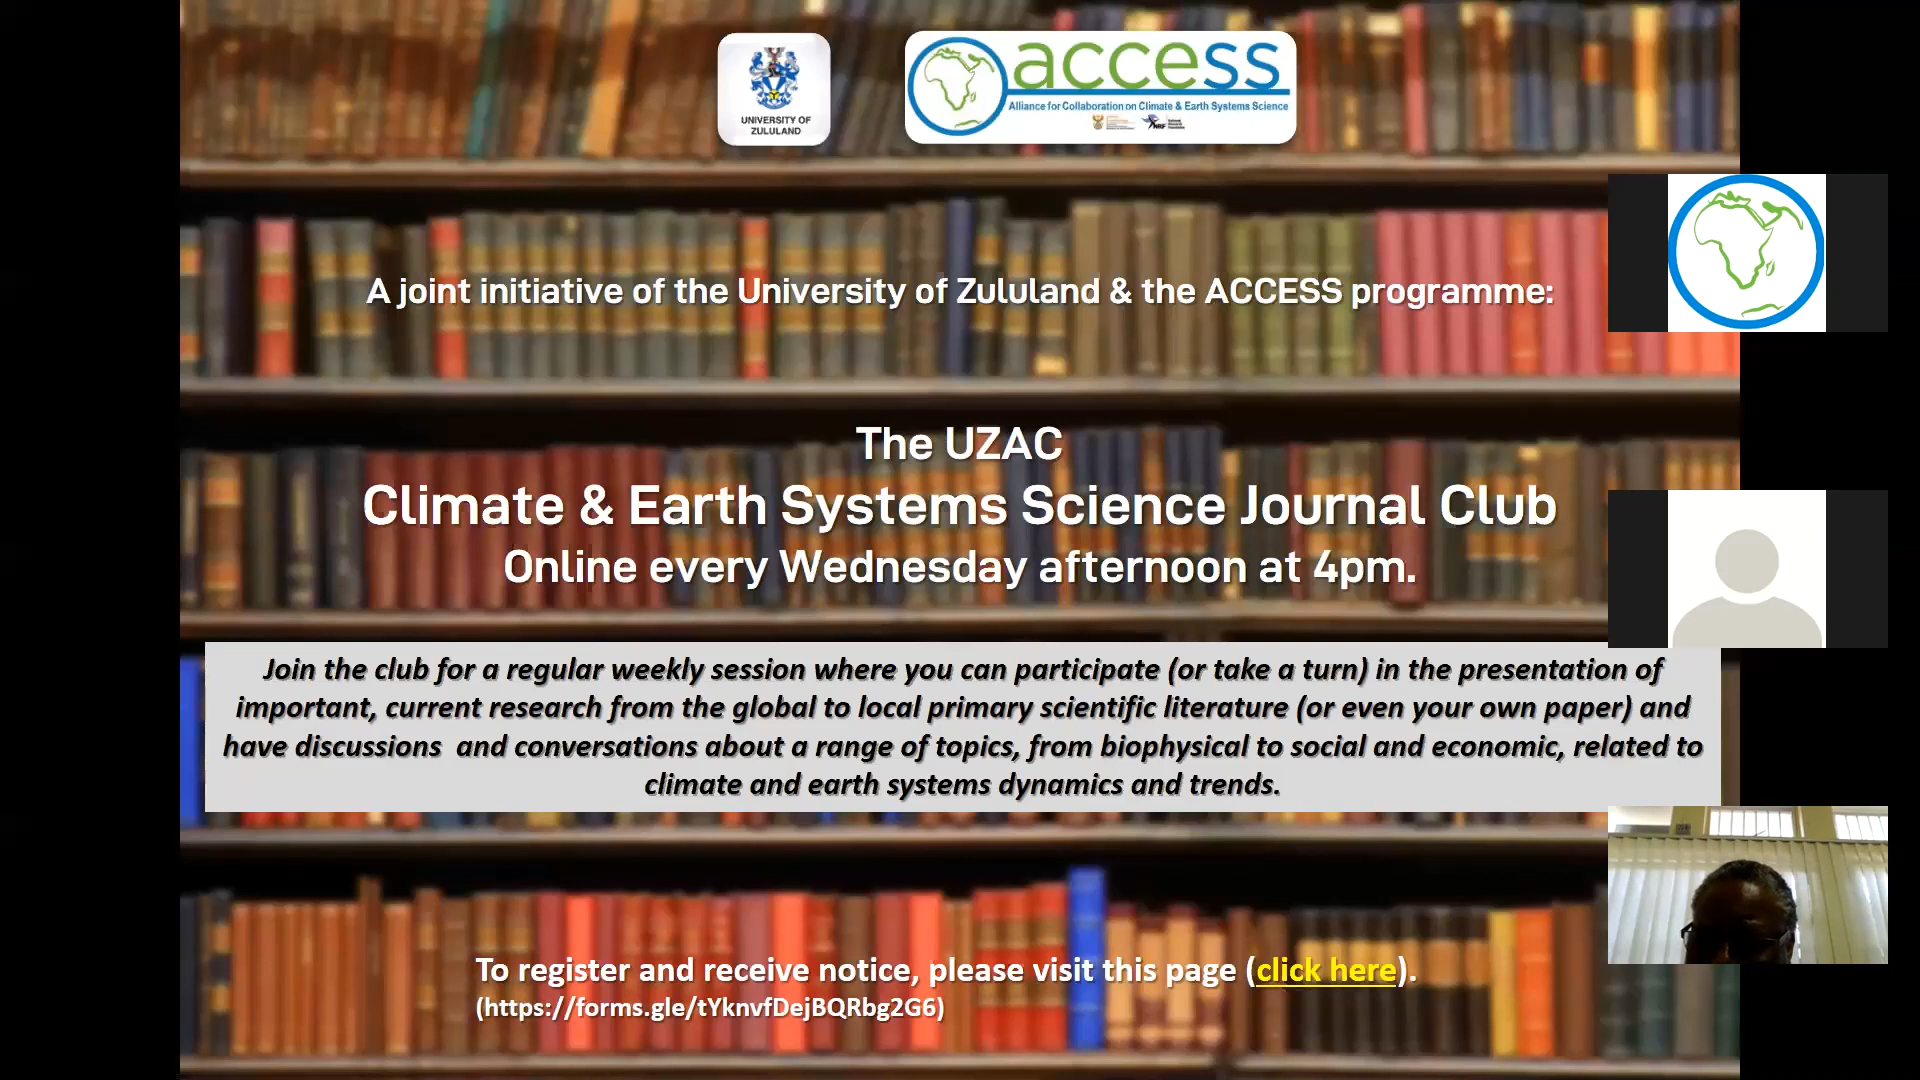 UNIVERSITY OF
ZULULAND
access
Alliance for Collaboration on Climate & Earth Systems Science
NRF
A joint initiative of the University of Zululand & the ACCESS programme:
The UZAC
Climate & Earth Systems Science Journal Club
Online every Wednesday afternoon at 4pm.
Join the club for a regular weekly session where you can participate (or take a turn) in the presentation of
important, current research from the global to local primary scientific literature (or even your own paper) and
have discussions  and conversations about a range of topics, from biophysical to social and economic, related to
climate and earth systems dynamics and trends.
To register and receive notice, please visit this page (click here).
(https://forms.gle/tYknvfDejBQRbg2G6)